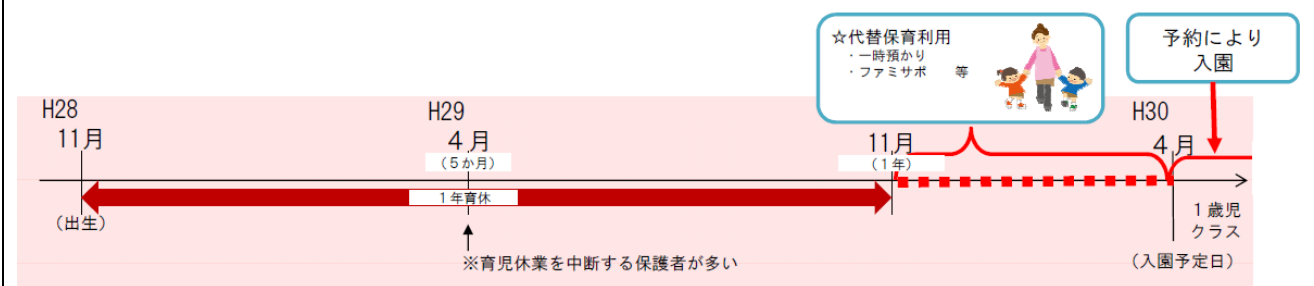 ☆代替保育利用
・一時預かり
・ファミサポ 等
予約により
入園
H28
11月
H29
4月
(5か月)
11月
(1年)
H30
4月
1年育休
(出生)
※育児休業を中断する保護者が多い
1歳児
クラス
(入園予定日)